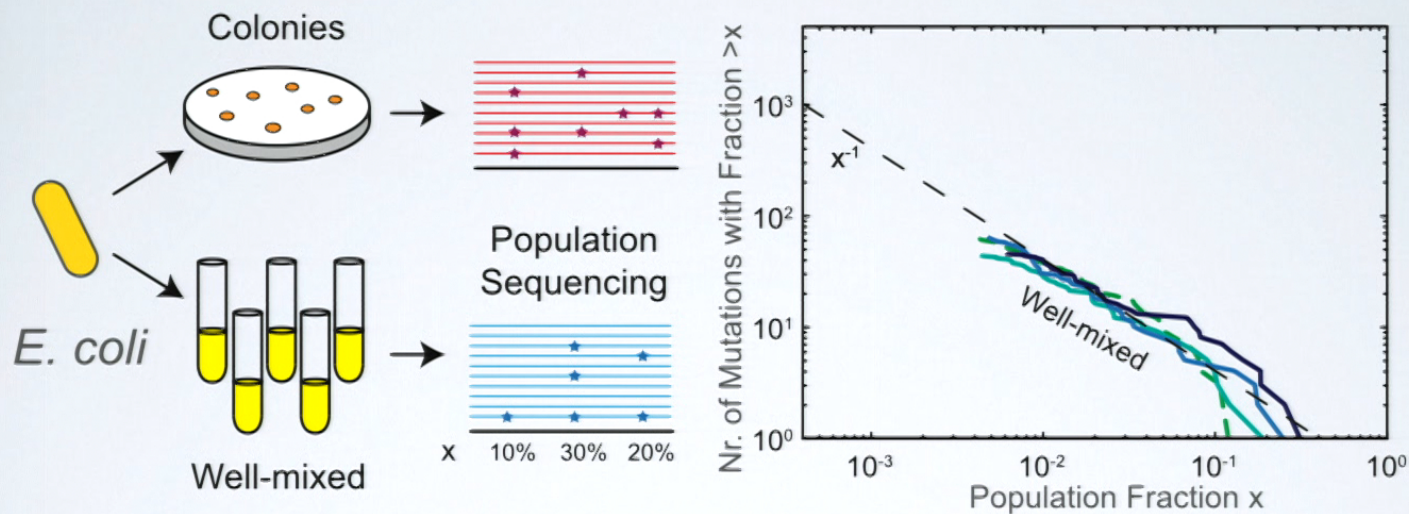 Colonies
E. coli
Well-mixed
Population
Sequencing
x 10% 30% 20%
Nr. of Mutations with Fraction >x
10³
10²
10¹
10⁰
x⁻¹
Well-mixed
10⁻³ 10⁻² 10⁻¹ 10⁰
Population Fraction x